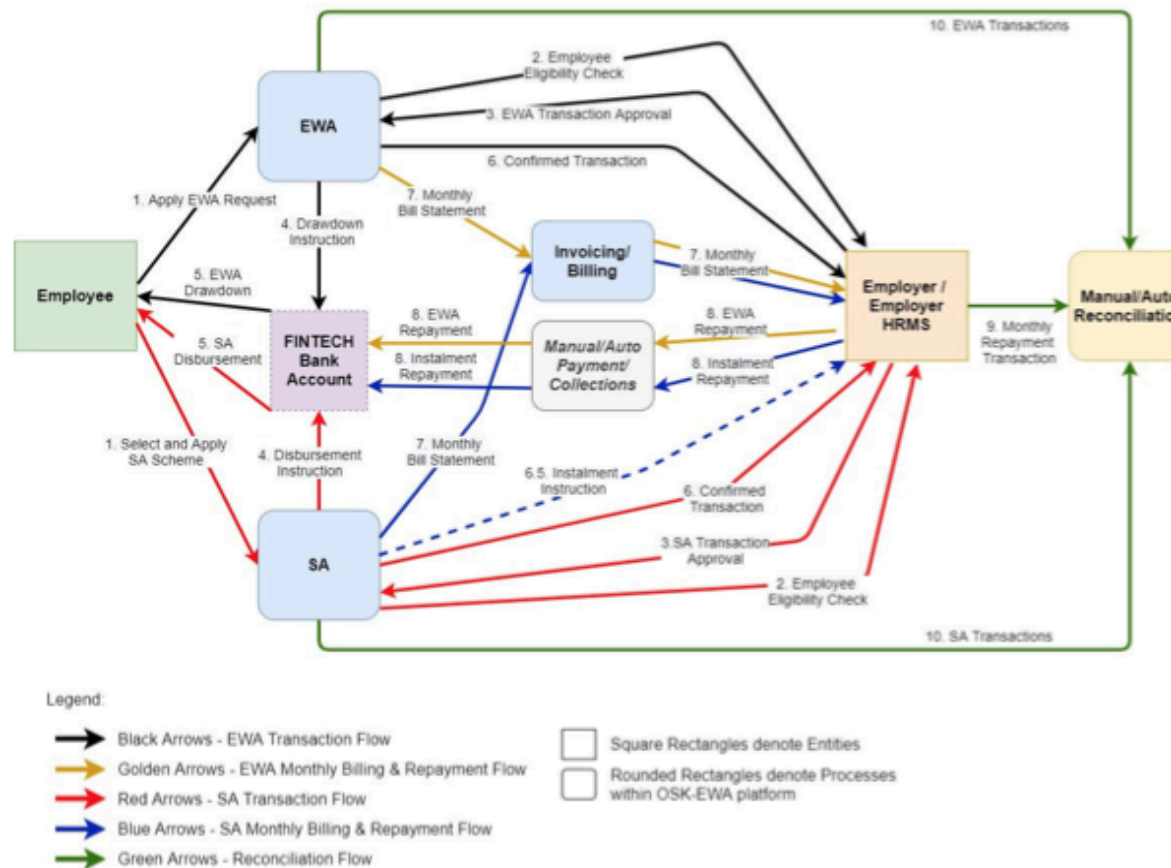 10. EWA Transactions
2. Employee
Eligibility Check
EWA
3. EWA Transaction Approval
6. Confirmed Transaction
1. Apply EWA Request
7. Monthly
Bill Statement
4. Drawdown
Instruction
Invoicing/
Billing
7. Monthly
Bill Statement
Employee
5. EWA
Drawdown
Employer /
Employer
HRMS
Manual/Auto
Reconciliation
FINTECH
Bank
Account
8. EWA
Repayment
Manual/Auto
Payment/
Collections
8. EWA
Repayment
9. Monthly
Repayment
Transaction
5. SA
Disbursement
8. Instalment
Repayment
8. Instalment
Repayment
1. Select and Apply
SA Scheme
4. Disbursement
Instruction
7. Monthly
Bill Statement
6.5. Instalment
Instruction
6. Confirmed
Transaction
SA
3.SA Transaction
Approval
2. Employee
Eligibility Check
10. SA Transactions
Legend:
Black Arrows - EWA Transaction Flow
Golden Arrows - EWA Monthly Billing & Repayment Flow
Red Arrows - SA Transaction Flow
Blue Arrows - SA Monthly Billing & Repayment Flow
Green Arrows - Reconciliation Flow
Square Rectangles denote Entities
Rounded Rectangles denote Processes
within OSK-EWA platform